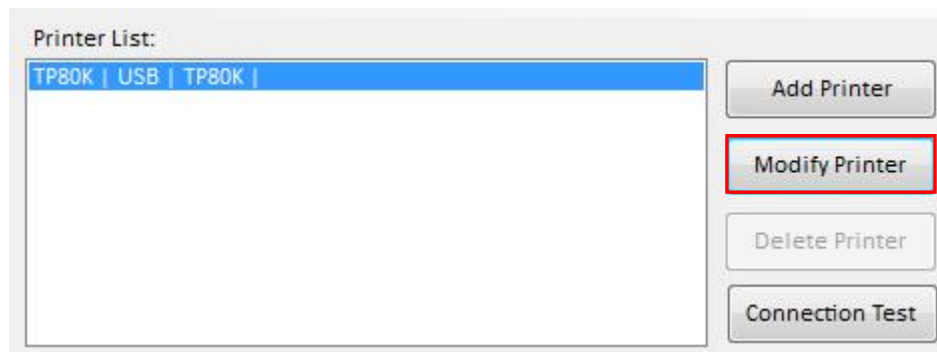 Printer List:
TP80K | USB | TP80K |
Add Printer
Modify Printer
Delete Printer
Connection Test